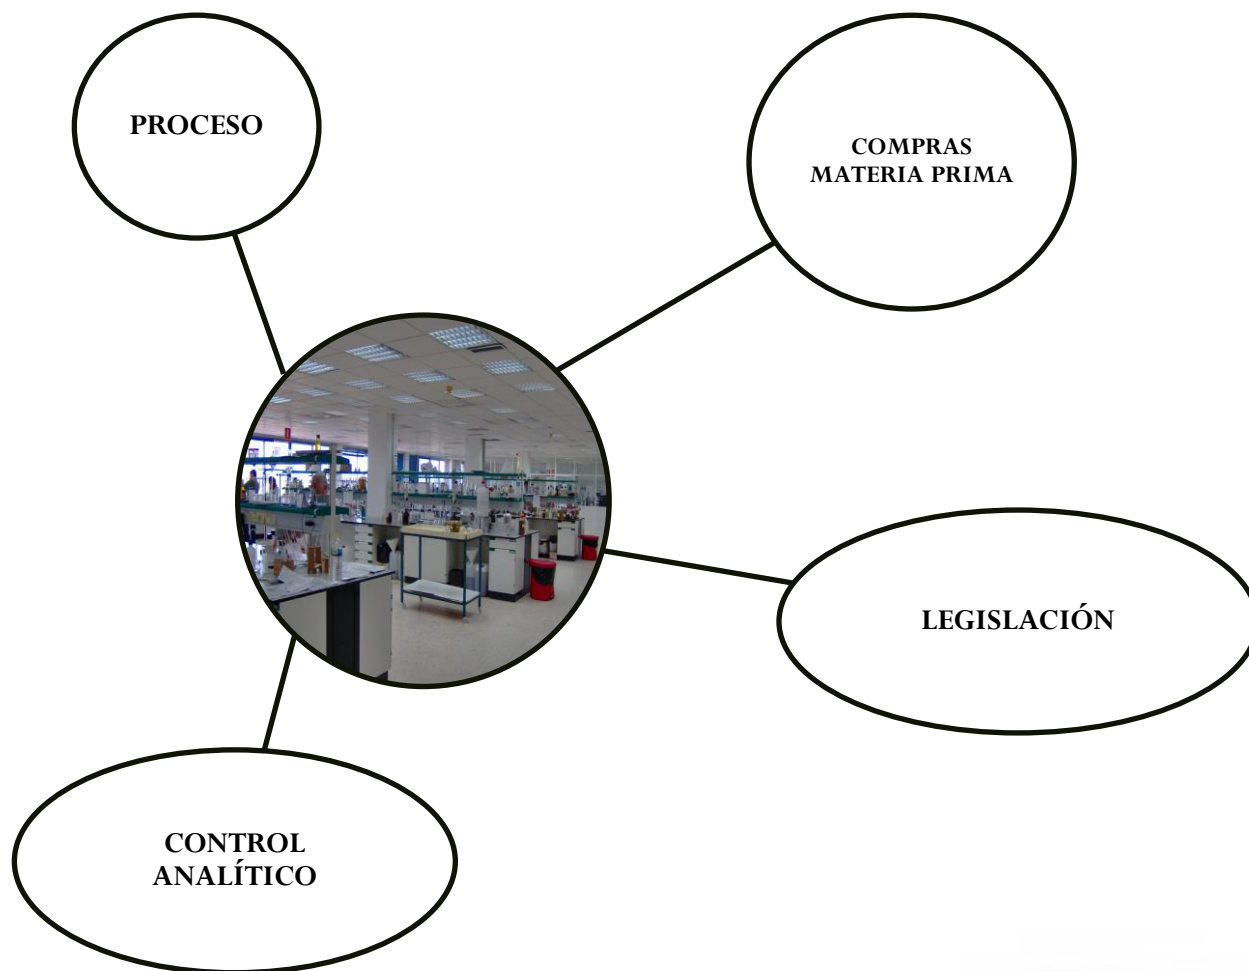 PROCESO
COMPRAS
MATERIA PRIMA
LEGISLACIÓN
CONTROL
ANALÍTICO